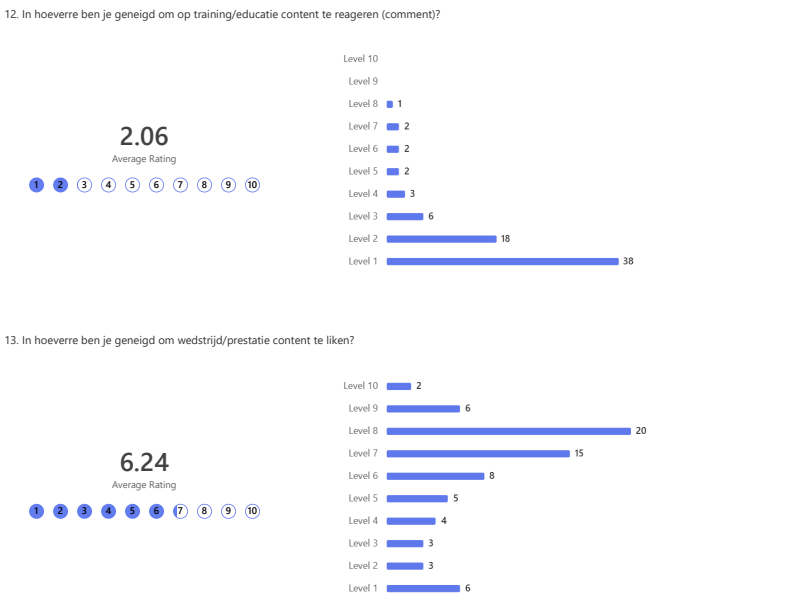 12. In hoeverre ben je geneigd om op training/educatie content te reageren (comment)?
2.06
Average Rating
1 2 3 4 5 6 7 8 9 10
Level 10
Level 9
Level 8 1
Level 7 2
Level 6 2
Level 5 2
Level 4 3
Level 3 6
Level 2 18
Level 1 38
13. In hoeverre ben je geneigd om wedstrijd/prestatie content te liken?
6.24
Average Rating
1 2 3 4 5 6 7 8 9 10
Level 10 2
Level 9 6
Level 8 20
Level 7 15
Level 6 8
Level 5 5
Level 4 4
Level 3 3
Level 2 3
Level 1 6